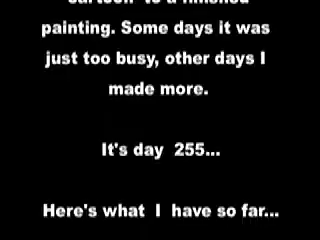 cartoon to a finished
painting. Some days it was
just too busy, other days I
made more.
It's day 255...
Here's what I have so far...